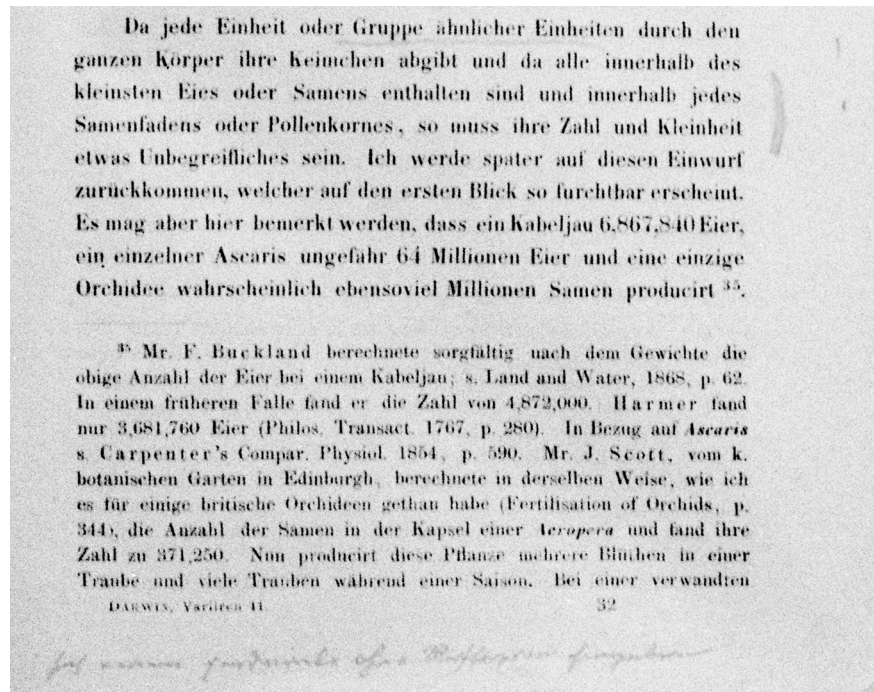 Da jede Einheit oder Gruppe ähnlicher Einheiten durch den
ganzen Körper ihre Keimchen abgibt und da alle innerhalb des
kleinsten Eies oder Samens enthalten sind und innerhalb jedes
Samenfadens oder Pollenkornes, so muss ihre Zahl und Kleinheit
etwas Unbegreifliches sein. Ich werde später auf diesen Einwurf
zurückkommen, welcher auf den ersten Blick so furchtbar erscheint.
Es mag aber hier bemerkt werden, dass ein Kabeljau 6,867,840 Eier,
ein einzelner Ascaris ungefähr 64 Millionen Eier und eine einzige
Orchidee wahrscheinlich ebensoviel Millionen Samen producirt ³⁵.
³⁵ Mr. F. Buckland berechnete sorgfältig nach dem Gewichte die
obige Anzahl der Eier bei einem Kabeljau; s. Land and Water, 1868, p. 62.
In einem früheren Falle fand er die Zahl von 4,872,000. Harmer fand
nur 3,681,760 Eier (Philos. Transact. 1767, p. 280). In Bezug auf Ascaris
s. Carpenter's Compar. Physiol. 1854, p. 590. Mr. J. Scott, vom k.
botanischen Garten in Edinburgh, berechnete in derselben Weise, wie ich
es für einige britische Orchideen gethan habe (Fertilisation of Orchids, p.
344), die Anzahl der Samen in der Kapsel einer Acropera und fand ihre
Zahl zu 371,250. Nun producirt diese Pflanze mehrere Blüthen in einer
Traube und viele Trauben während einer Saison. Bei einer verwandten
DARWIN, Variiren II. 32